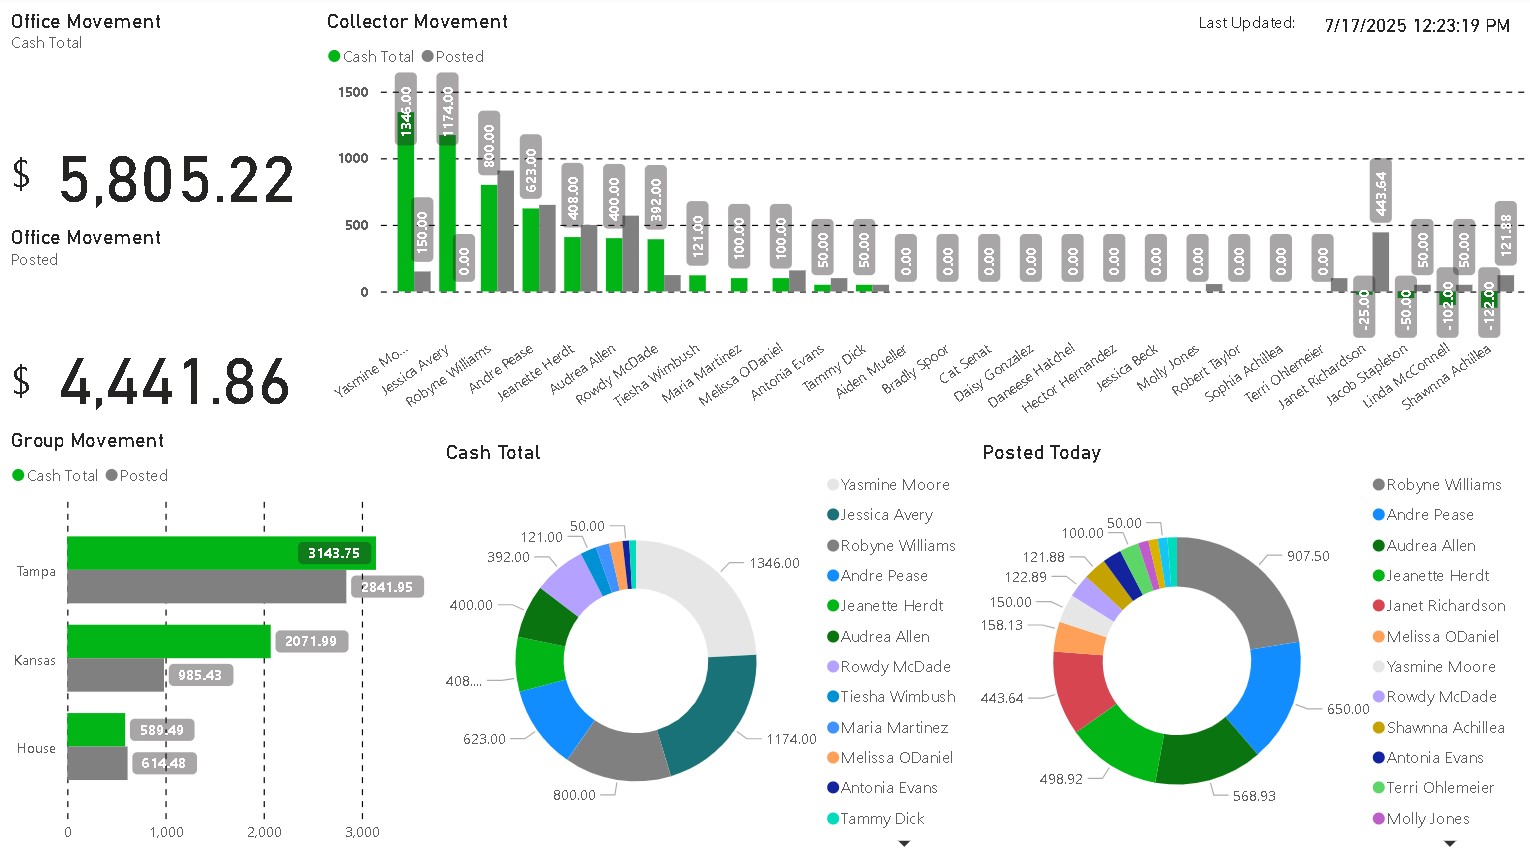 Office Movement
Cash Total
$ 5,805.22
Office Movement
Posted
$ 4,441.86
Collector Movement
Last Updated: 7/17/2025 12:23:19 PM
Cash Total Posted
1500
1000
500
0
1346.00
150.00
1174.00
0.00
800.00
623.00
408.00
400.00
392.00
121.00
100.00
100.00
50.00
50.00
0.00
0.00
0.00
0.00
0.00
0.00
0.00
0.00
0.00
0.00
0.00
-25.00
443.64
-50.00
50.00
-102.00
50.00
-122.00
121.88
Yasmine Mo...
Jessica Avery
Robyne Williams
Andre Pease
Jeanette Herdt
Audrea Allen
Rowdy McDade
Tiesha Wimbush
Maria Martinez
Melissa ODaniel
Antonia Evans
Tammy Dick
Aiden Mueller
Bradly Spoor
Cat Senat
Daisy Gonzalez
Daneese Hatchel
Hector Hernandez
Jessica Beck
Molly Jones
Robert Taylor
Sophia Achillea
Terri Ohlemeier
Janet Richardson
Jacob Stapleton
Linda McConnell
Shawnna Achillea
Group Movement
Cash Total Posted
Tampa
3143.75
2841.95
Kansas
2071.99
985.43
House
589.49
614.48
0 1,000 2,000 3,000
Cash Total
1346.00
1174.00
800.00
623.00
408....
400.00
392.00
121.00
50.00
Yasmine Moore
Jessica Avery
Robyne Williams
Andre Pease
Jeanette Herdt
Audrea Allen
Rowdy McDade
Tiesha Wimbush
Maria Martinez
Melissa ODaniel
Antonia Evans
Tammy Dick
Posted Today
907.50
650.00
568.93
498.92
443.64
158.13
150.00
122.89
121.88
100.00
50.00
Robyne Williams
Andre Pease
Audrea Allen
Jeanette Herdt
Janet Richardson
Melissa ODaniel
Yasmine Moore
Rowdy McDade
Shawnna Achillea
Antonia Evans
Terri Ohlemeier
Molly Jones